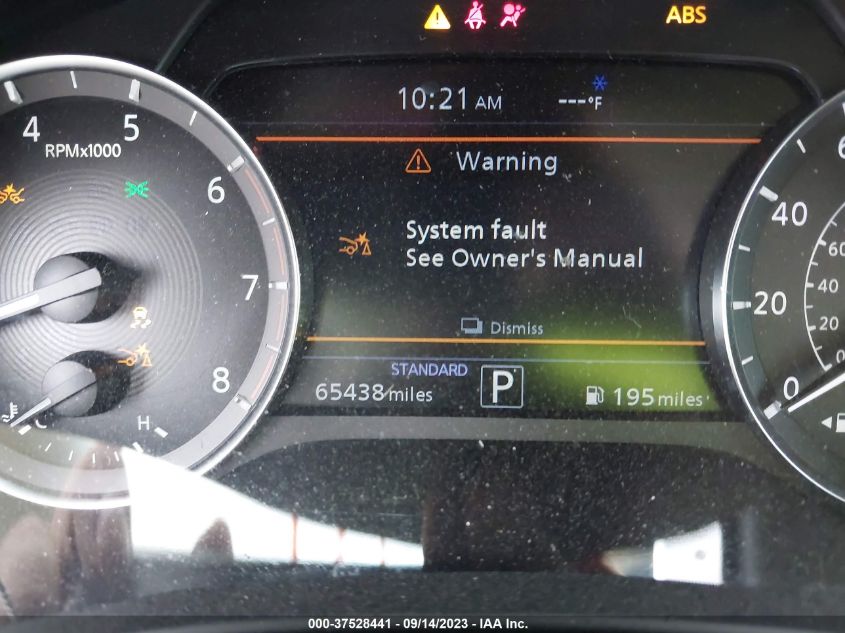 ABS
10:21 AM
---°F
4
5
RPMx1000
6
7
8
Warning
System fault
See Owner's Manual
Dismiss
STANDARD
65438 miles
P
195 miles
C
H
40
20
0
60
40
20
0
000-37528441 - 09/14/2023 - IAA Inc.